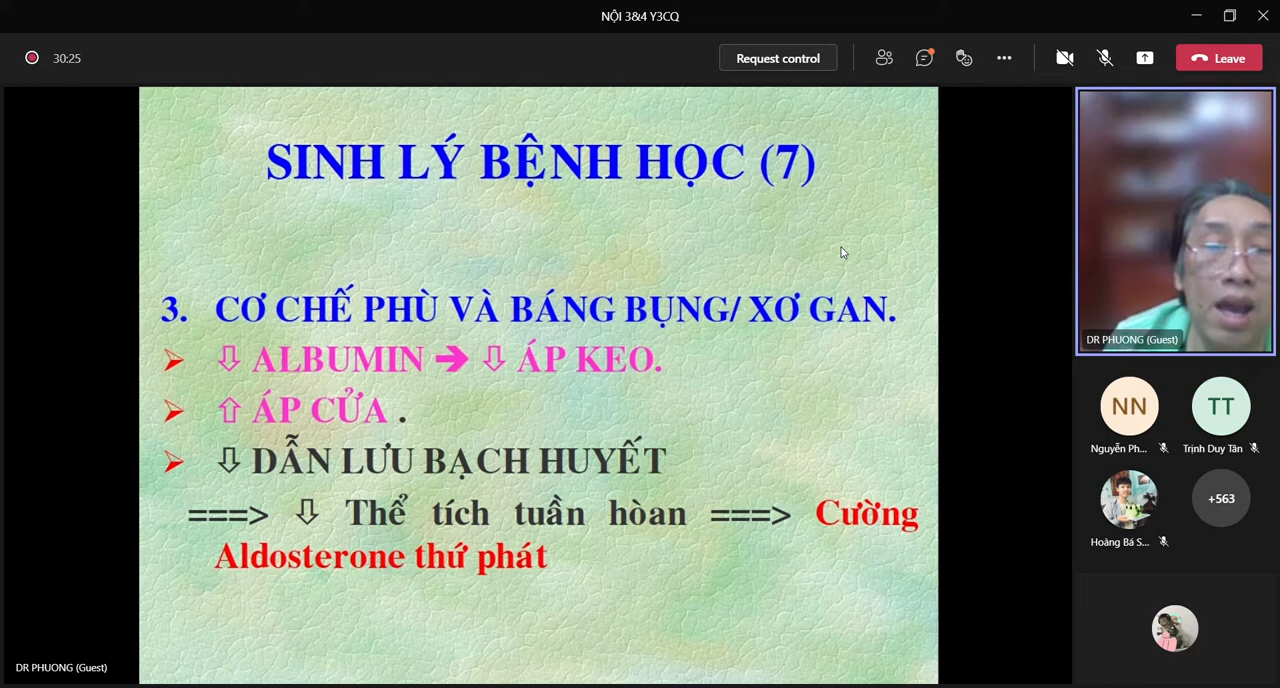 NỘI 3&4 Y3CQ
30:25
Request control
Leave
SINH LÝ BỆNH HỌC (7)
3. CƠ CHẾ PHÙ VÀ BÁNG BỤNG/ XƠ GAN.
➢ ⇩ ALBUMIN ➔ ⇩ ÁP KEO.
➢ ⇧ ÁP CỬA .
➢ ⇩ DẪN LƯU BẠCH HUYẾT
===> ⇩ Thể tích tuần hoàn ===> Cường
Aldosterone thứ phát
DR PHUONG (Guest)
NN
TT
Nguyễn Ph...
Trịnh Duy Tân
+563
Hoàng Bá S...
DR PHUONG (Guest)